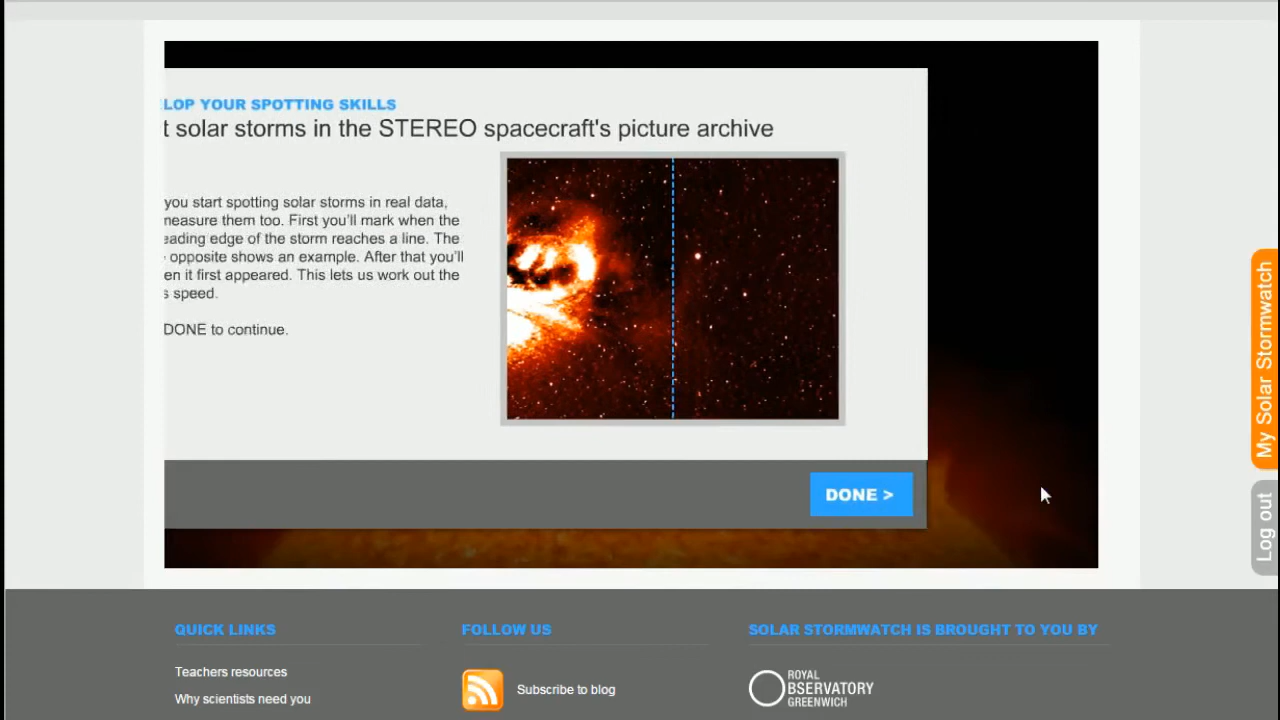 LOP YOUR SPOTTING SKILLS
t solar storms in the STEREO spacecraft's picture archive
you start spotting solar storms in real data,
measure them too. First you'll mark when the
eading edge of the storm reaches a line. The
opposite shows an example. After that you'll
en it first appeared. This lets us work out the
s speed.
DONE to continue.
DONE >
My Solar Stormwatch
Log out
QUICK LINKS
Teachers resources
Why scientists need you
FOLLOW US
Subscribe to blog
SOLAR STORMWATCH IS BROUGHT TO YOU BY
ROYAL
BSERVATORY
GREENWICH